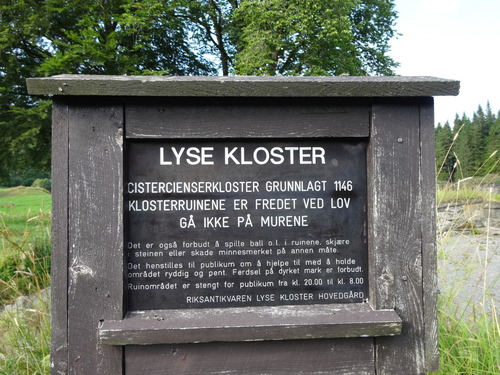 LYSE KLOSTER
CISTERCIENSERKLOSTER GRUNNLAGT 1146
KLOSTERRUINENE ER FREDET VED LOV
GÅ IKKE PÅ MURENE
Det er også forbudt å spille ball o.l. i ruinene, skjære
i steinen eller skade minnesmerket på annen måte.
Det henstilles til publikum om å hjelpe til med å holde
området ryddig og pent. Ferdsel på dyrket mark er forbudt.
Ruinområdet er stengt for publikum fra kl. 20.00 til kl. 8.00
RIKSANTIKVAREN LYSE KLOSTER HOVEDGÅRD